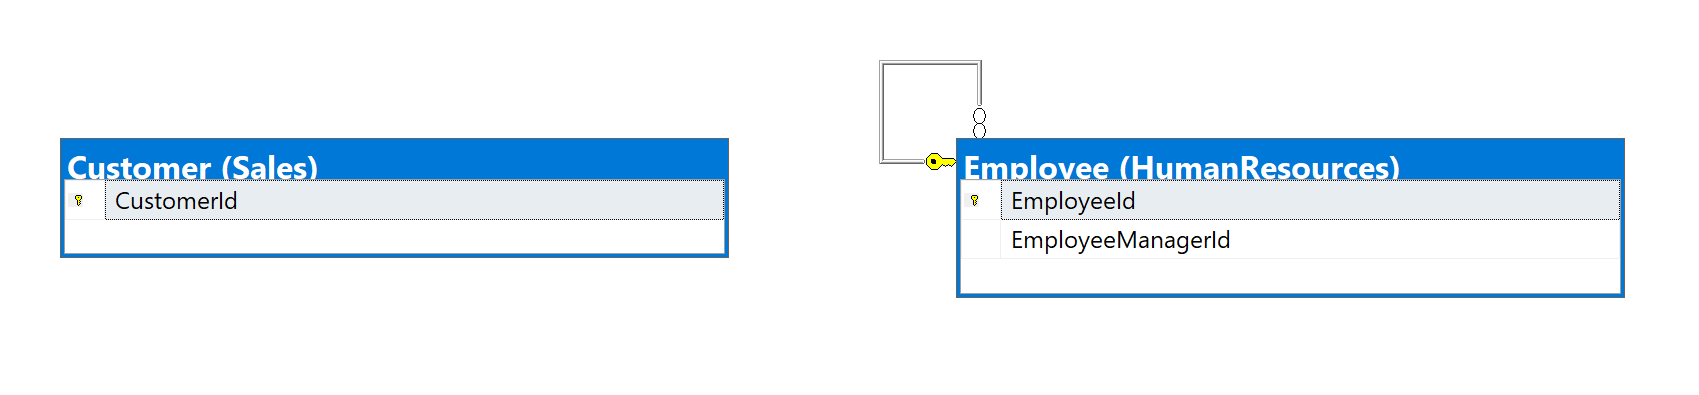 Customer (Sales)
CustomerId
Employee (HumanResources)
EmployeeId
EmployeeManagerId